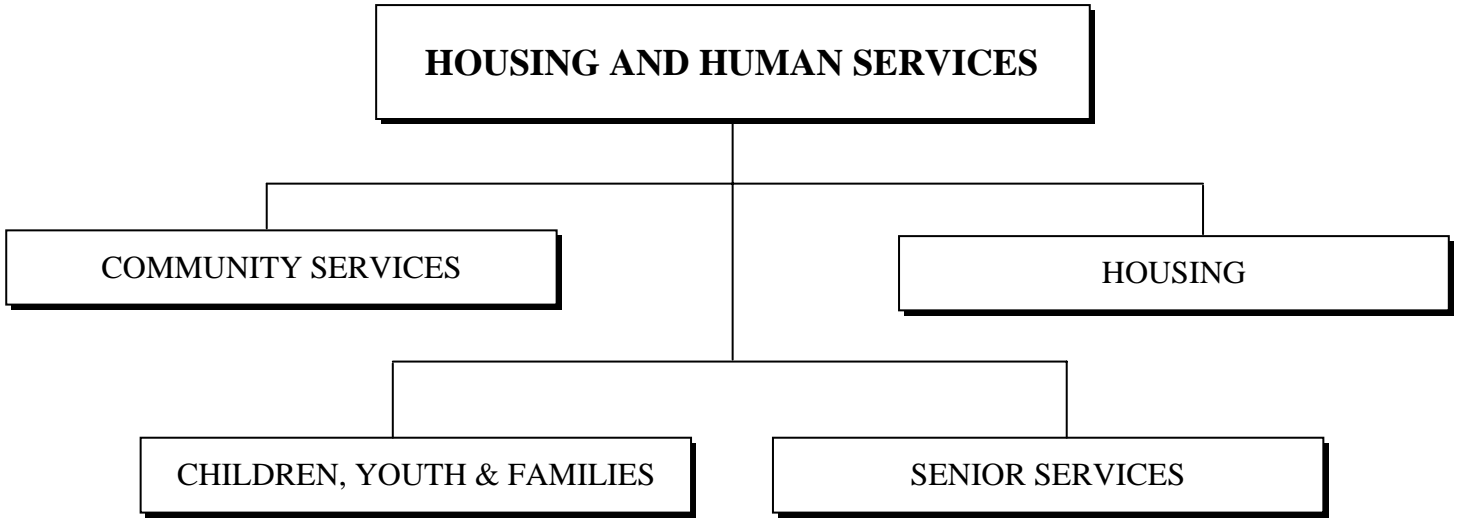 HOUSING AND HUMAN SERVICES
COMMUNITY SERVICES
HOUSING
CHILDREN, YOUTH & FAMILIES
SENIOR SERVICES